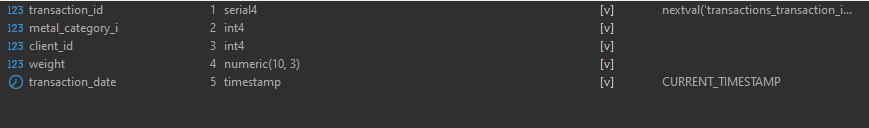 123 transaction_id 1 serial4 [v] nextval('transactions_transaction_i...
123 metal_category_i 2 int4 [v]
123 client_id 3 int4 [v]
123 weight 4 numeric(10, 3) [v]
transaction_date 5 timestamp [v] CURRENT_TIMESTAMP